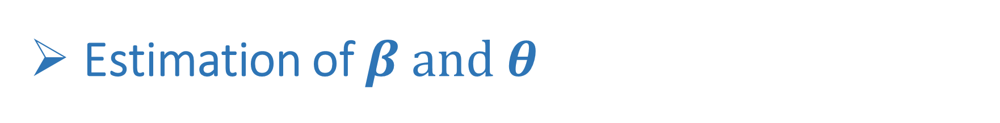 ➢ Estimation of 𝜷 and 𝜽